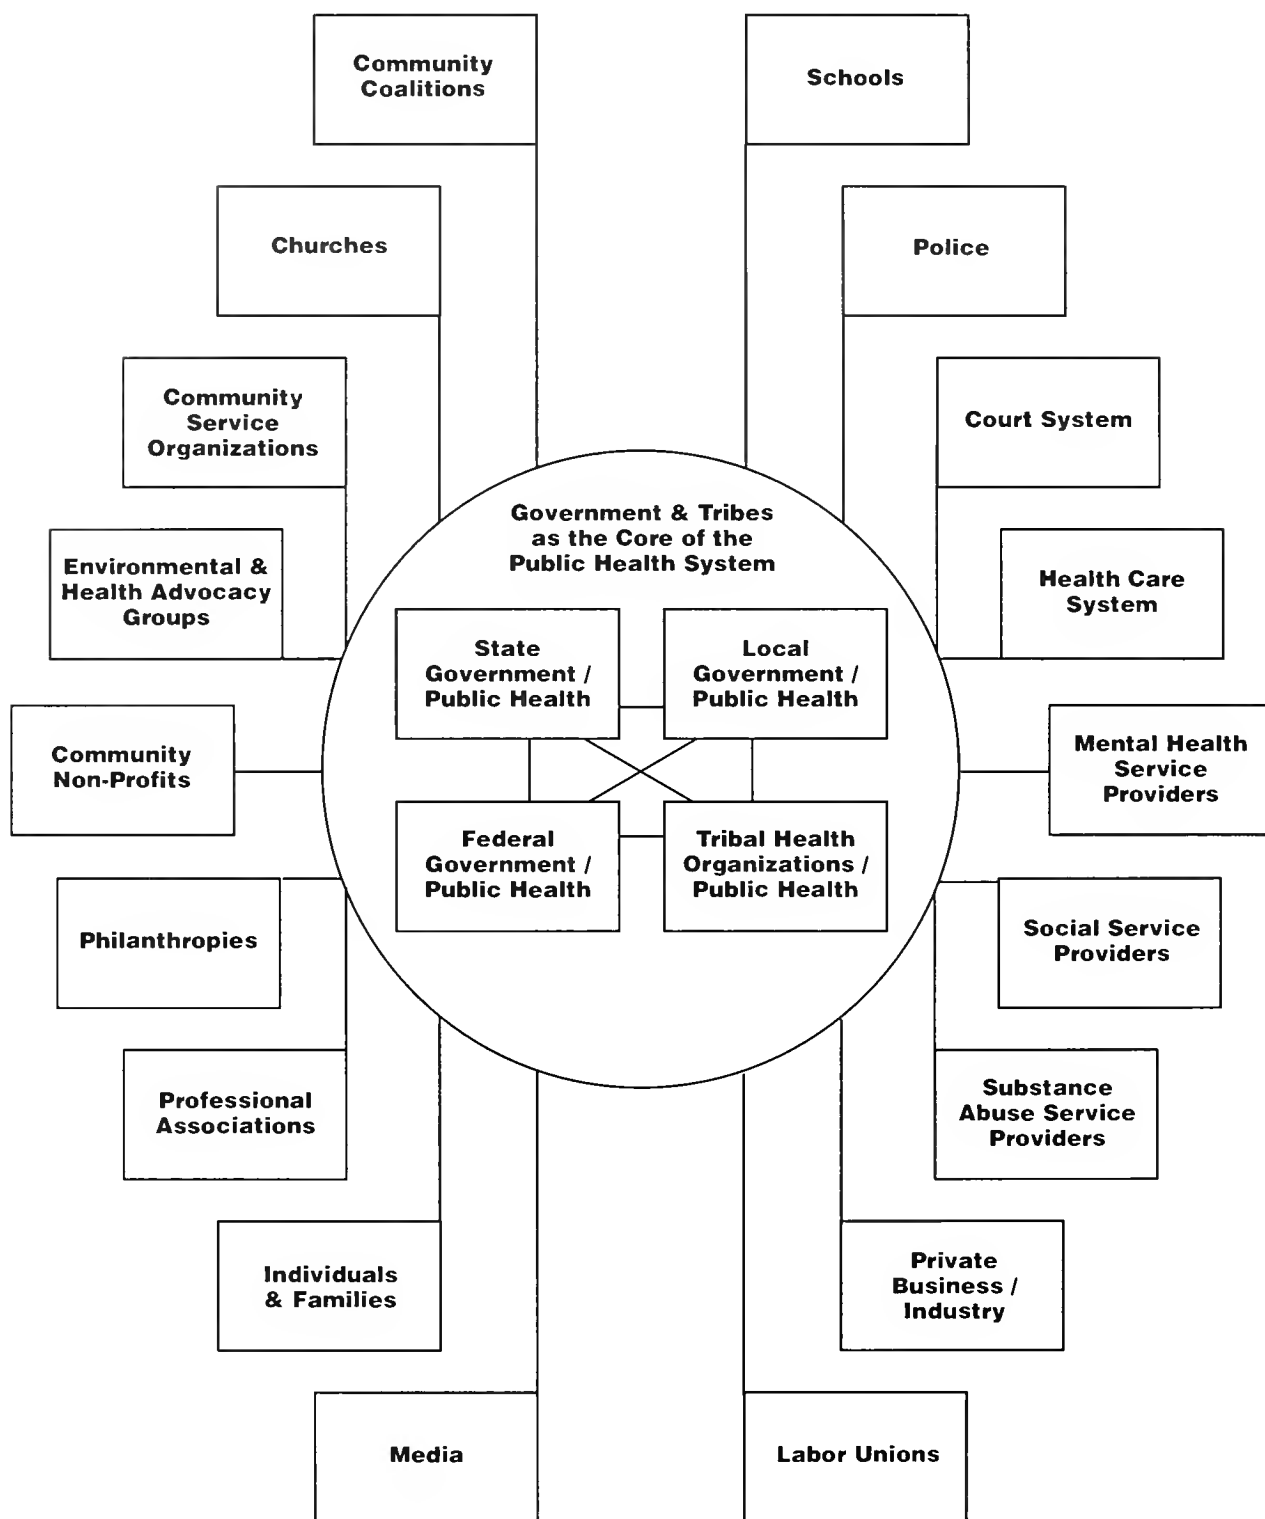 Community
Coalitions
Schools
Churches
Police
Community
Service
Organizations
Court System
Government & Tribes
as the Core of the
Public Health System
Environmental &
Health Advocacy
Groups
Health Care
System
State
Government /
Public Health
Local
Government /
Public Health
Community
Non-Profits
Mental Health
Service
Providers
Federal
Government /
Public Health
Tribal Health
Organizations /
Public Health
Philanthropies
Social Service
Providers
Professional
Associations
Substance
Abuse Service
Providers
Individuals
& Families
Private
Business /
Industry
Media
Labor Unions